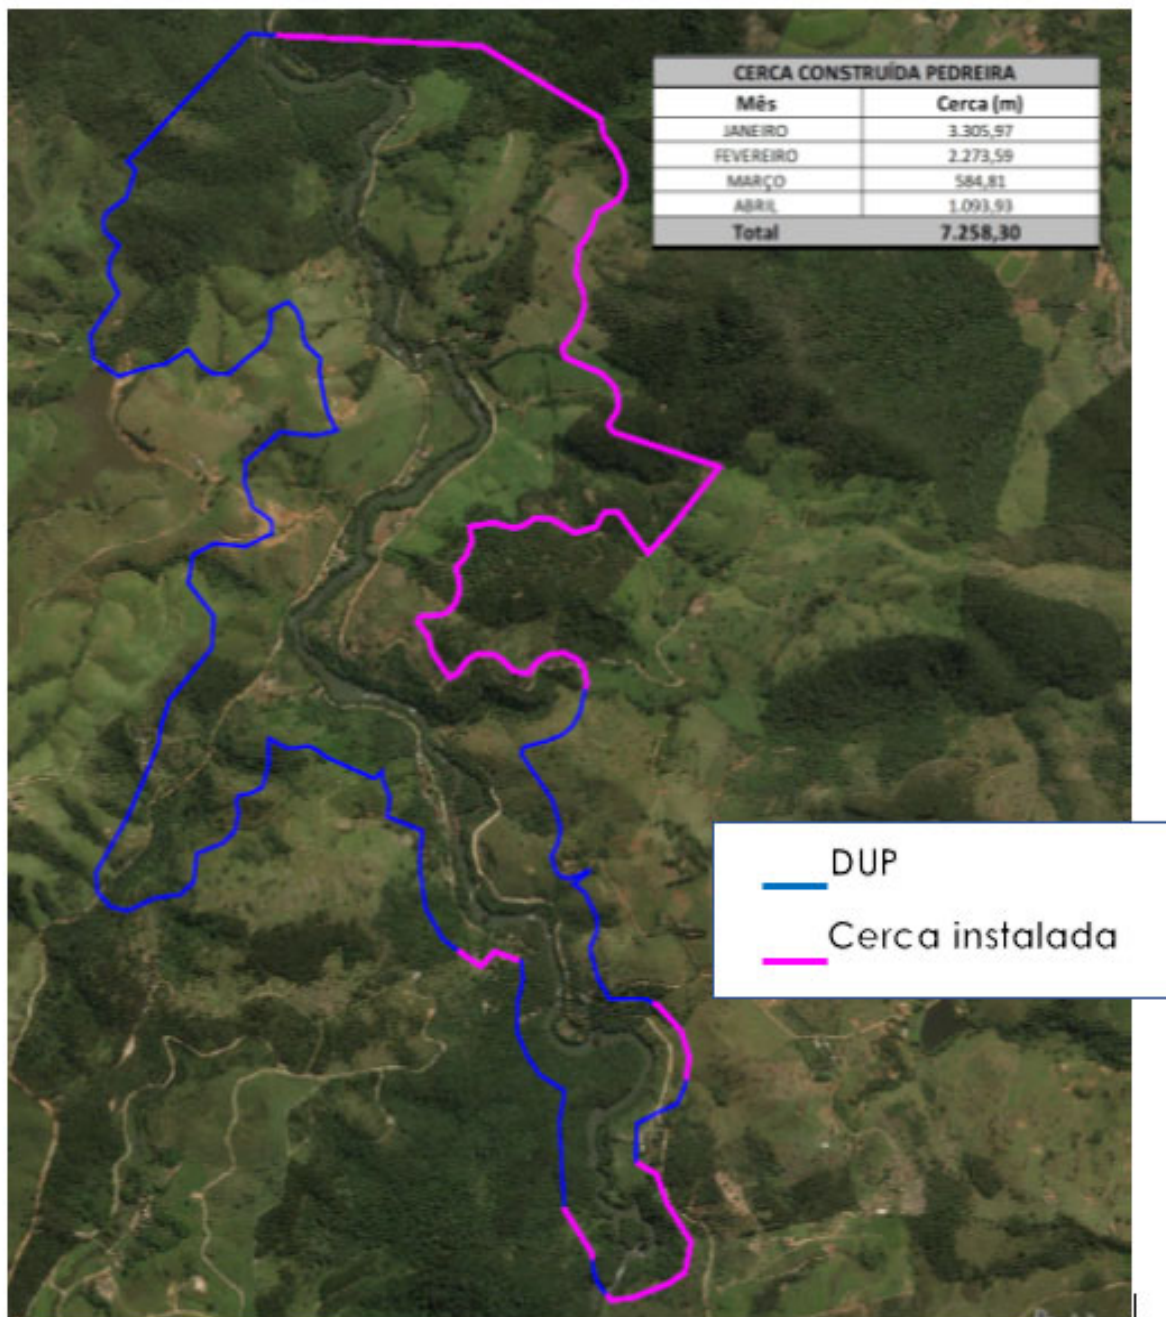 CERCA CONSTRUÍDA PEDREIRA
Mês Cerca (m)
JANEIRO 3.305,97
FEVEREIRO 2.273,59
MARÇO 584,81
ABRIL 1.093,93
Total 7.258,30
DUP
Cerca instalada